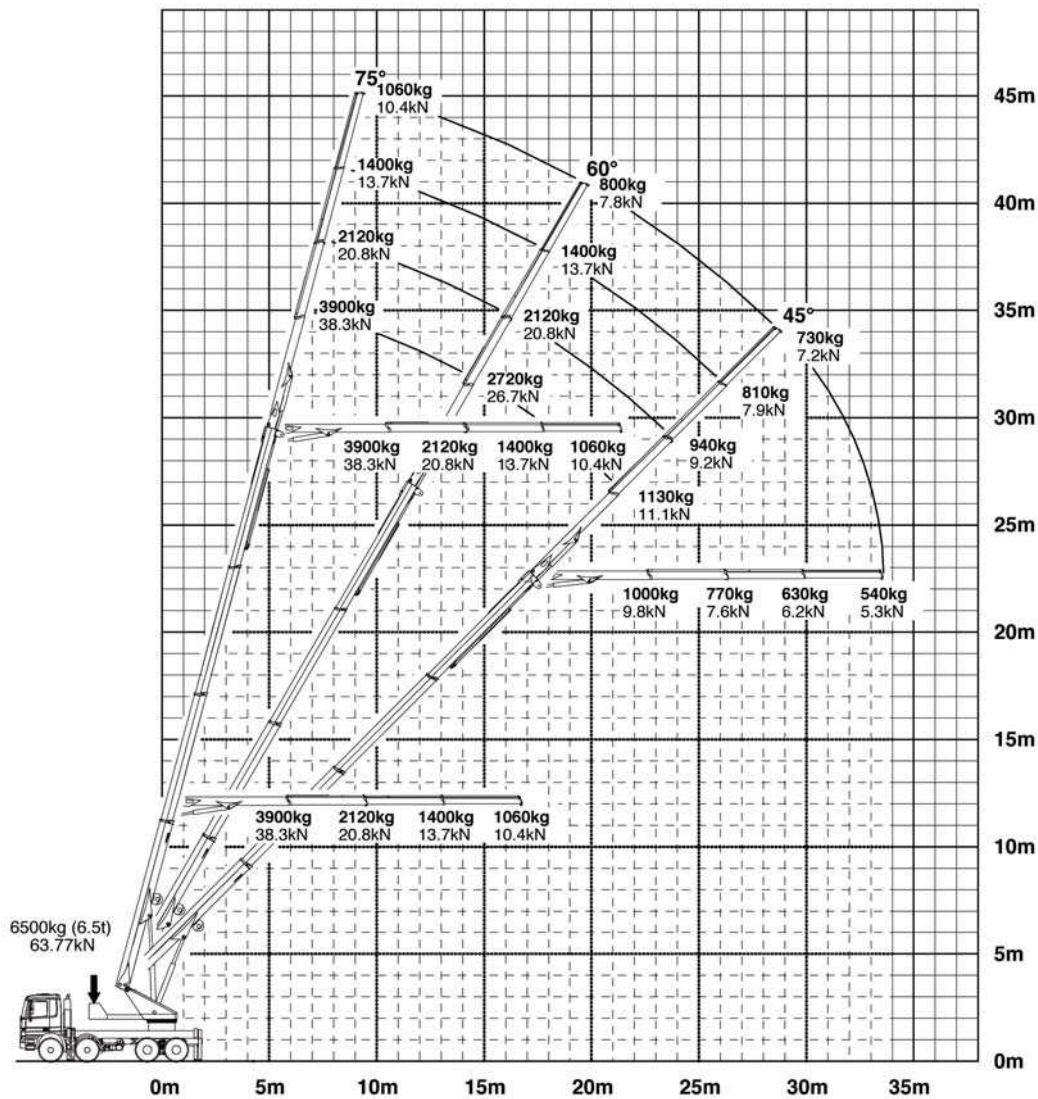 75°
1060kg
10.4kN
45m
1400kg
13.7kN
60°
800kg
7.8kN
40m
2120kg
20.8kN
1400kg
13.7kN
3900kg
38.3kN
2120kg
20.8kN
35m
45°
730kg
7.2kN
2720kg
26.7kN
810kg
7.9kN
30m
3900kg 2120kg 1400kg 1060kg
38.3kN 20.8kN 13.7kN 10.4kN
940kg
9.2kN
1130kg
11.1kN
25m
1000kg 770kg 630kg 540kg
9.8kN 7.6kN 6.2kN 5.3kN
20m
15m
3900kg 2120kg 1400kg 1060kg
38.3kN 20.8kN 13.7kN 10.4kN
10m
6500kg (6.5t)
63.77kN
5m
0m
0m 5m 10m 15m 20m 25m 30m 35m